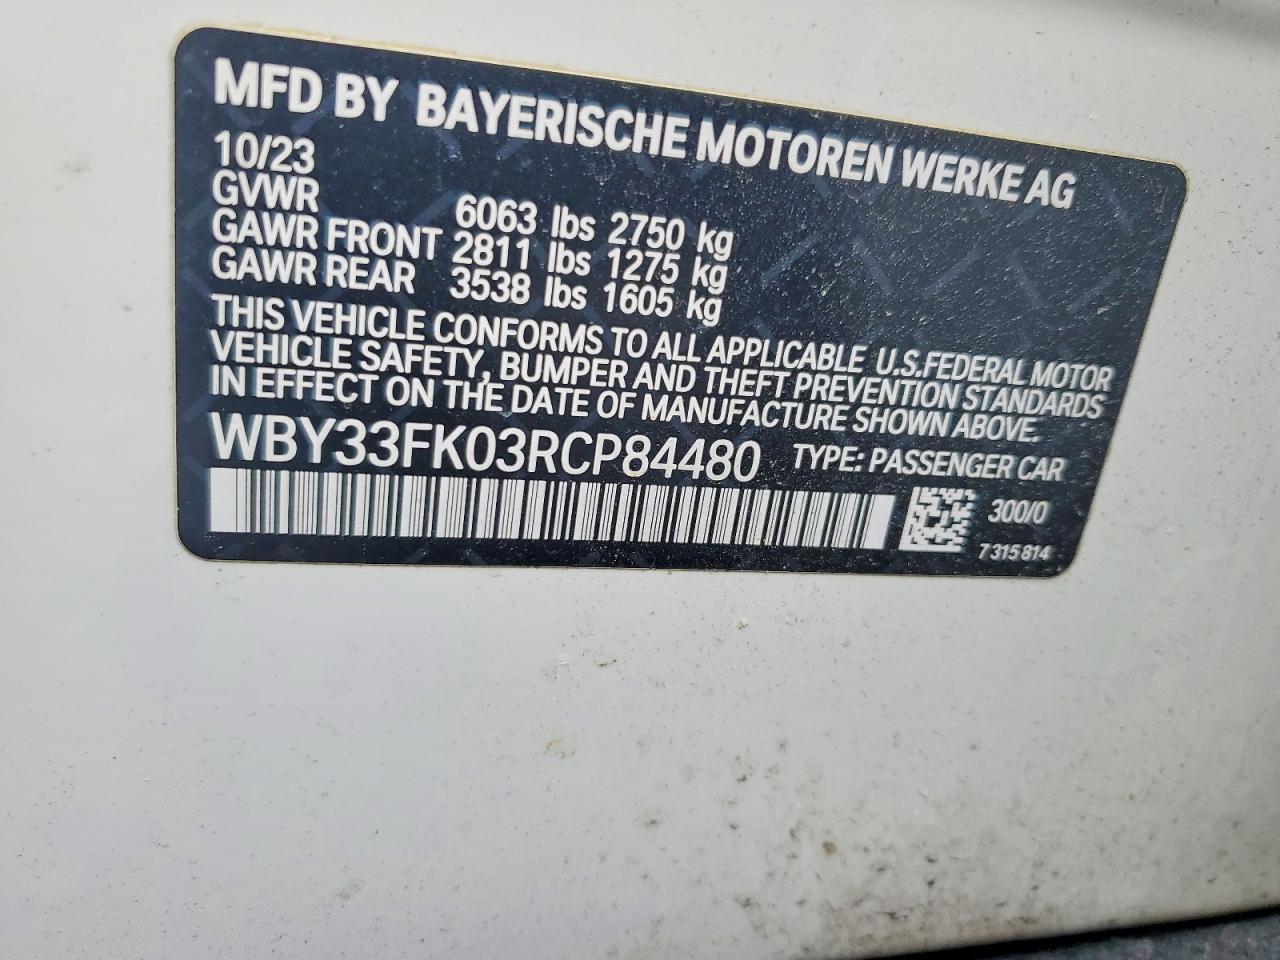 MFD BY BAYERISCHE MOTOREN WERKE AG
10/23
GVWR 6063 lbs 2750 kg
GAWR FRONT 2811 lbs 1275 kg
GAWR REAR 3538 lbs 1605 kg
THIS VEHICLE CONFORMS TO ALL APPLICABLE U.S.FEDERAL MOTOR
VEHICLE SAFETY, BUMPER AND THEFT PREVENTION STANDARDS
IN EFFECT ON THE DATE OF MANUFACTURE SHOWN ABOVE.
WBY33FK03RCP84480 TYPE: PASSENGER CAR
300/0
7 315 814